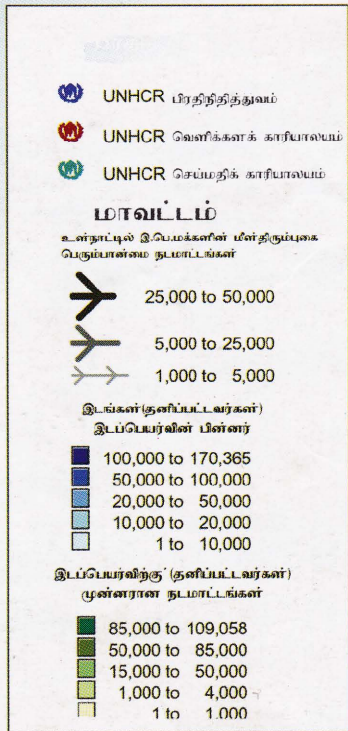 UNHCR பிரதிநிதித்துவம்
UNHCR வெளிக்களக் காரியாலயம்
UNHCR செய்மதிக் காரியாலயம்
மாவட்டம்
உள்நாட்டில் இ.பெ.மக்களின் மீள்திரும்புகை
பெரும்பான்மை நடமாட்டங்கள்
25,000 to 50,000
5,000 to 25,000
1,000 to 5,000
இடங்கள்(தனிப்பட்டவர்கள்)
இடப்பெயர்வின் பின்னர்
100,000 to 170,365
50,000 to 100,000
20,000 to 50,000
10,000 to 20,000
1 to 10,000
இடப்பெயர்விற்கு (தனிப்பட்டவர்கள்)
முன்னரான நடமாட்டங்கள்
85,000 to 109,058
50,000 to 85,000
15,000 to 50,000
1,000 to 4,000
1 to 1,000